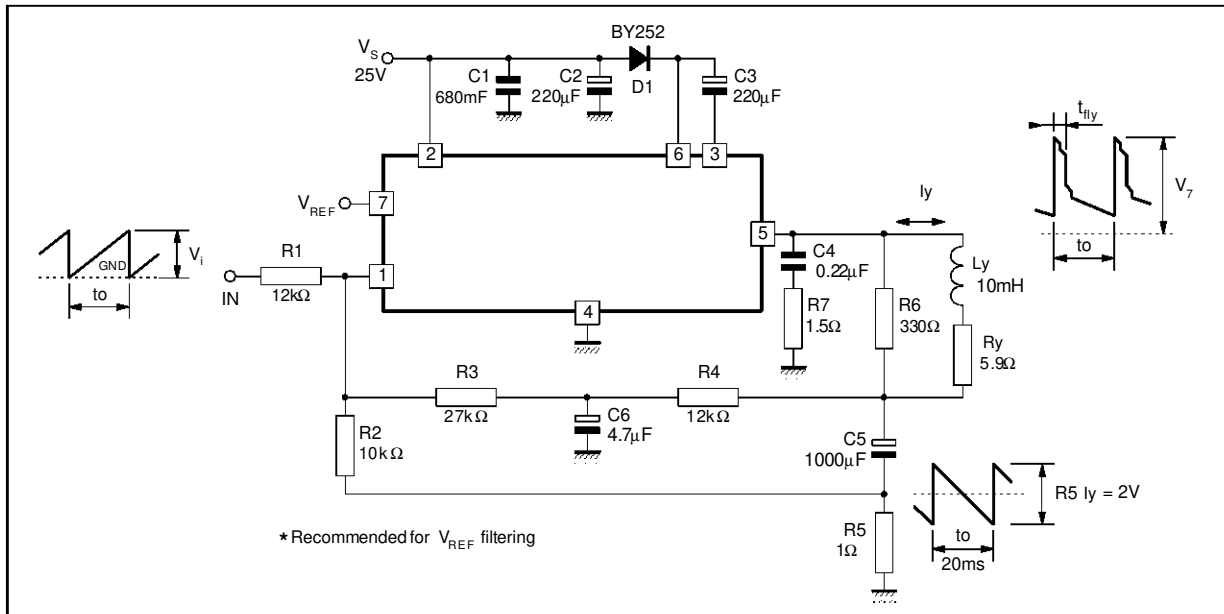 BY252
V_S
25V
C1
680mF
C2
220μF
D1
C3
220μF
t_fly
2
6
3
V_REF
7
V_7
V_i
GND
to
R1
IN
12kΩ
1
5
Iy
C4
0.22μF
Ly
10mH
to
4
R7
1.5Ω
R6
330Ω
Ry
5.9Ω
R3
27kΩ
R4
12kΩ
C6
4.7μF
R2
10kΩ
C5
1000μF
R5 Iy = 2V
* Recommended for V_REF filtering
R5
1Ω
to
20ms